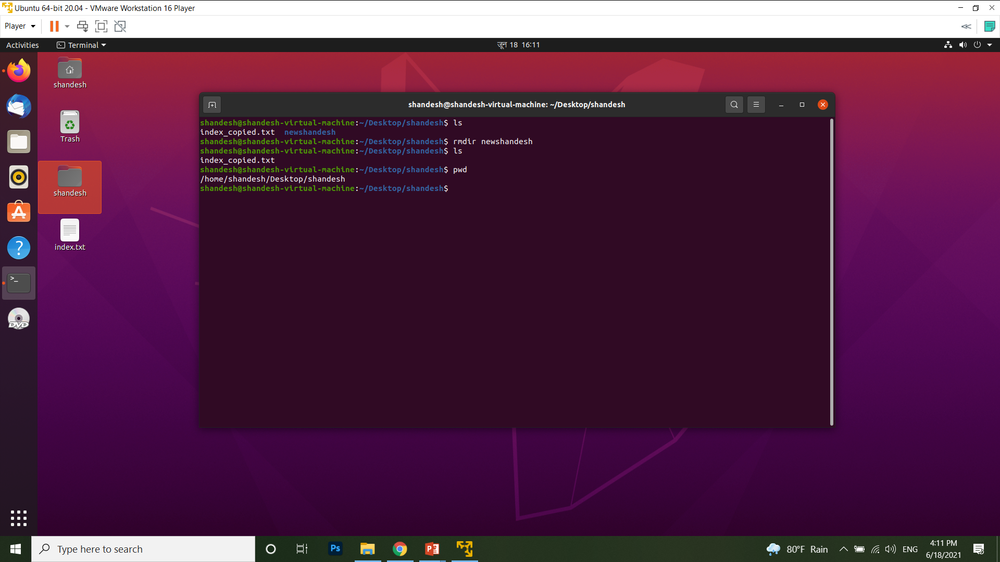 Ubuntu 64-bit 20.04 - VMware Workstation 16 Player
Player
Activities
Terminal
जून 18 16:11
shandesh
Trash
shandesh
index.txt
shandesh@shandesh-virtual-machine: ~/Desktop/shandesh
shandesh@shandesh-virtual-machine:~/Desktop/shandesh$ ls
index_copied.txt newshandesh
shandesh@shandesh-virtual-machine:~/Desktop/shandesh$ rmdir newshandesh
shandesh@shandesh-virtual-machine:~/Desktop/shandesh$ ls
index_copied.txt
shandesh@shandesh-virtual-machine:~/Desktop/shandesh$ pwd
/home/shandesh/Desktop/shandesh
shandesh@shandesh-virtual-machine:~/Desktop/shandesh$
DVD
Type here to search
Ps
80°F Rain
ENG
4:11 PM
6/18/2021